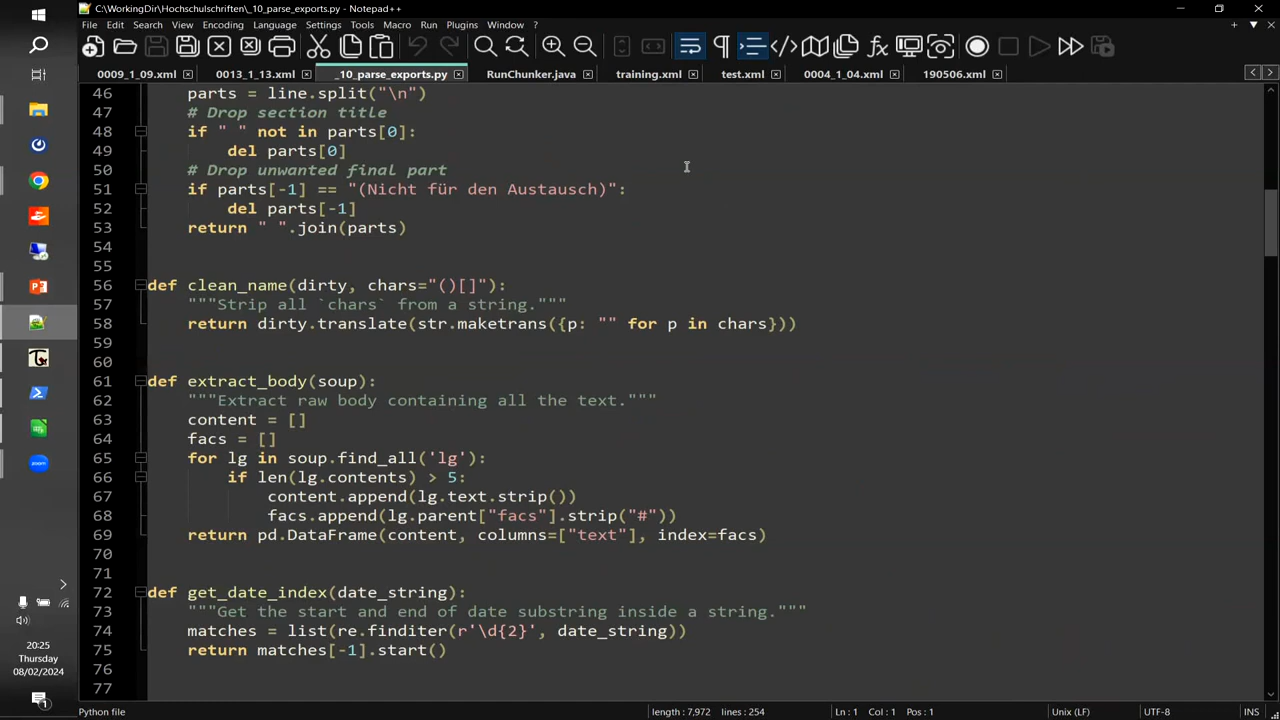 C:\WorkingDir\Hochschulschriften\_10_parse_exports.py - Notepad++
File Edit Search View Encoding Language Settings Tools Macro Run Plugins Window ?
0009_1_09.xml 0013_1_13.xml _10_parse_exports.py RunChunker.java training.xml test.xml 0004_1_04.xml 190506.xml
46 parts = line.split("\n")
47 # Drop section title
48 if " " not in parts[0]:
49 del parts[0]
50 # Drop unwanted final part
51 if parts[-1] == "(Nicht für den Austausch)":
52 del parts[-1]
53 return " ".join(parts)
54
55
56 def clean_name(dirty, chars="()[]"):
57 """Strip all `chars` from a string."""
58 return dirty.translate(str.maketrans({p: "" for p in chars}))
59
60
61 def extract_body(soup):
62 """Extract raw body containing all the text."""
63 content = []
64 facs = []
65 for lg in soup.find_all('lg'):
66 if len(lg.contents) > 5:
67 content.append(lg.text.strip())
68 facs.append(lg.parent["facs"].strip("#"))
69 return pd.DataFrame(content, columns=["text"], index=facs)
70
71
72 def get_date_index(date_string):
73 """Get the start and end of date substring inside a string."""
74 matches = list(re.finditer(r'\d{2}', date_string))
75 return matches[-1].start()
76
77
20:25
Thursday
08/02/2024
Python file length : 7,972 lines : 254 Ln : 1 Col : 1 Pos : 1 Unix (LF) UTF-8 INS